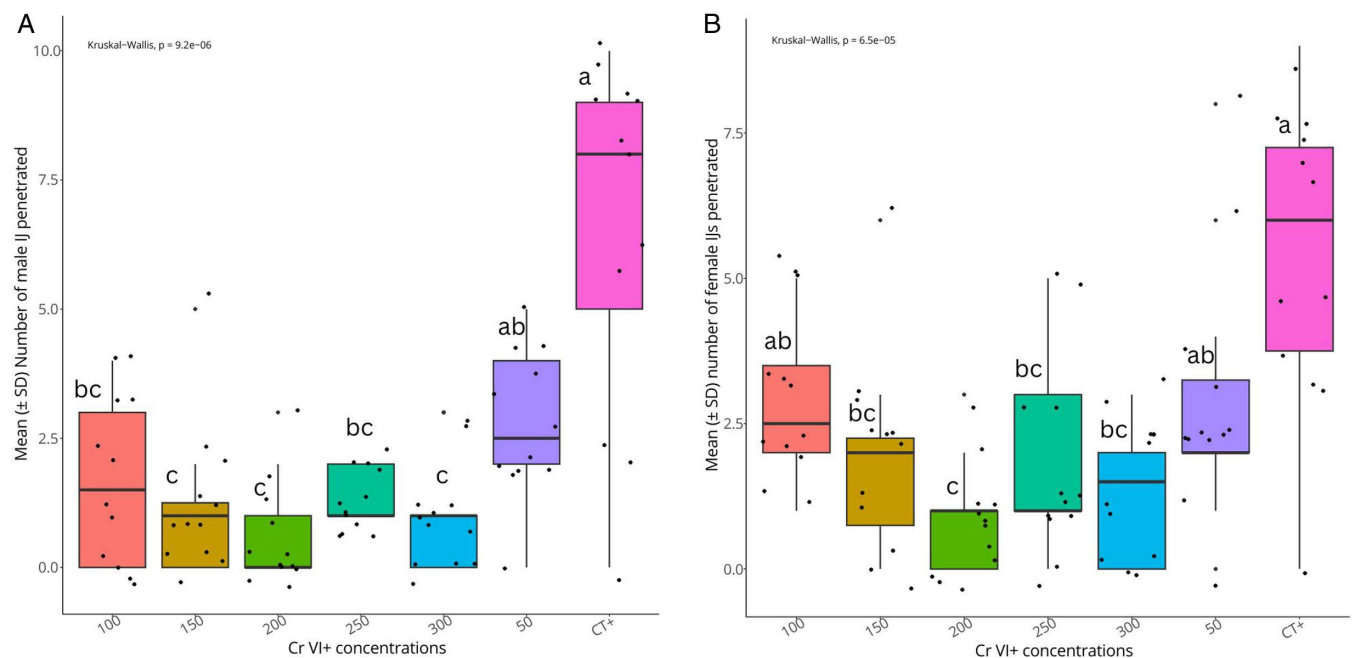 A
Kruskal−Wallis, p = 9.2e−06
Mean (± SD) Number of male IJ penetrated
10.0
7.5
5.0
2.5
0.0
bc
c
c
bc
c
ab
a
100
150
200
250
300
50
CT+
Cr VI+ concentrations
B
Kruskal−Wallis, p = 6.5e−05
Mean (± SD) number of female IJs penetrated
7.5
5.0
2.5
0.0
ab
bc
c
bc
bc
ab
a
100
150
200
250
300
50
CT+
Cr VI+ concentrations